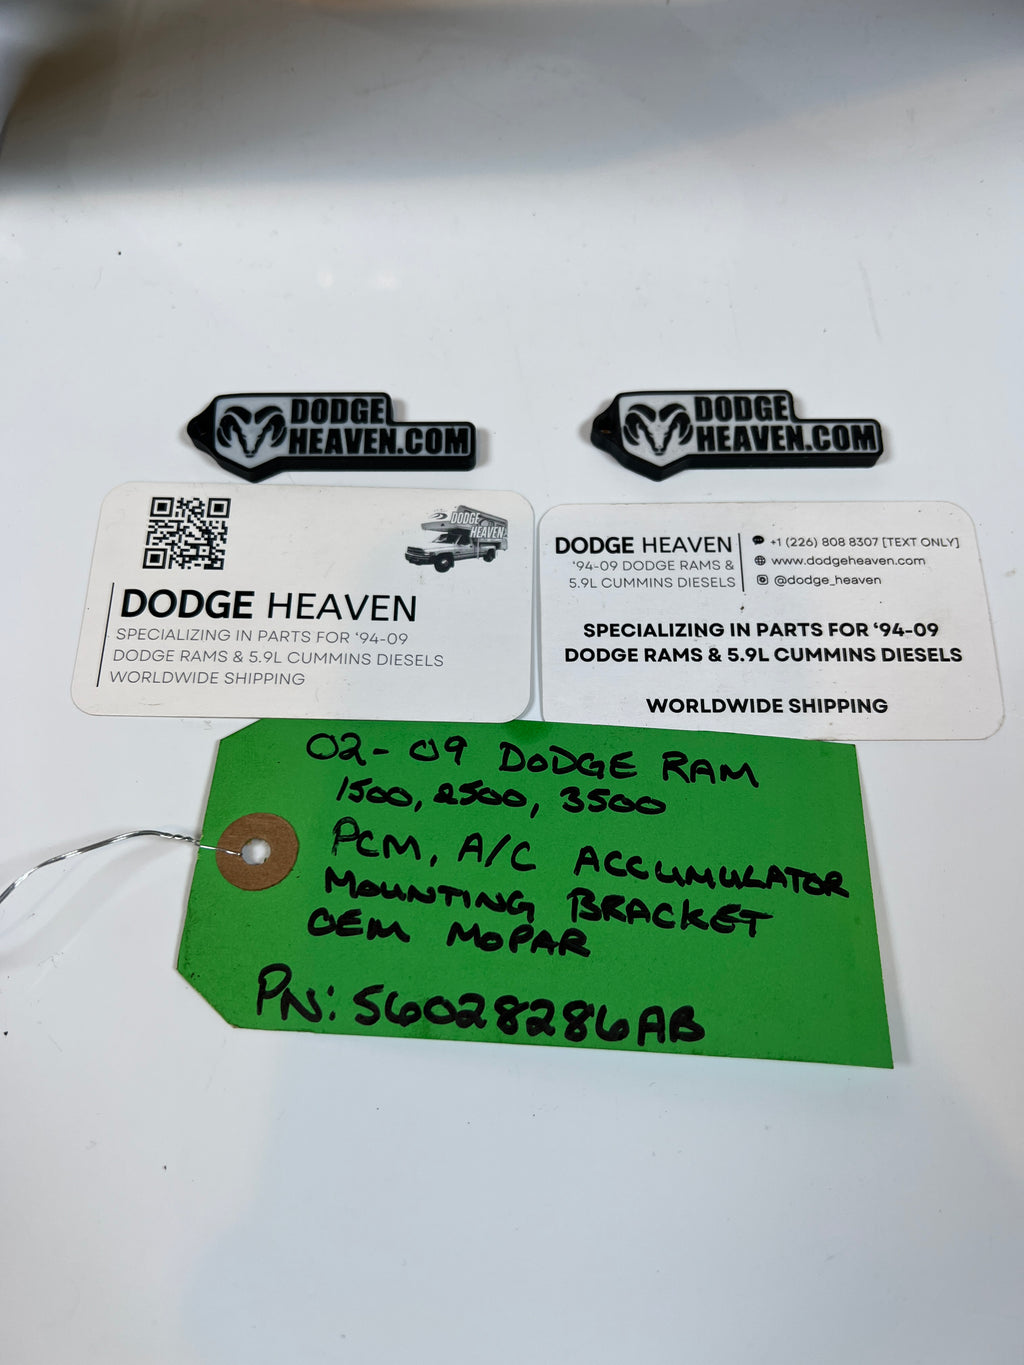 DODGE
HEAVEN.COM
DODGE
HEAVEN.COM
DODGE
HEAVEN
DODGE HEAVEN
SPECIALIZING IN PARTS FOR ‘94-09
DODGE RAMS & 5.9L CUMMINS DIESELS
WORLDWIDE SHIPPING
DODGE HEAVEN
‘94-09 DODGE RAMS &
5.9L CUMMINS DIESELS
+1 (226) 808 8307 [TEXT ONLY]
www.dodgeheaven.com
@dodge_heaven
SPECIALIZING IN PARTS FOR ‘94-09
DODGE RAMS & 5.9L CUMMINS DIESELS
WORLDWIDE SHIPPING
02-09 DODGE RAM
1500, 2500, 3500
PCM, A/C ACCUMULATOR
MOUNTING BRACKET
OEM MOPAR
PN: 56028286AB